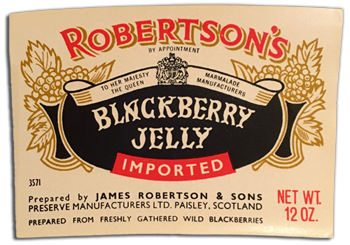 ROBERTSON'S
BY APPOINTMENT
TO HER MAJESTY THE QUEEN
MARMALADE MANUFACTURERS
BLACKBERRY
JELLY
IMPORTED
3571
Prepared by JAMES ROBERTSON & SONS
PRESERVE MANUFACTURERS LTD. PAISLEY, SCOTLAND
PREPARED FROM FRESHLY GATHERED WILD BLACKBERRIES
NET WT.
12 OZ.